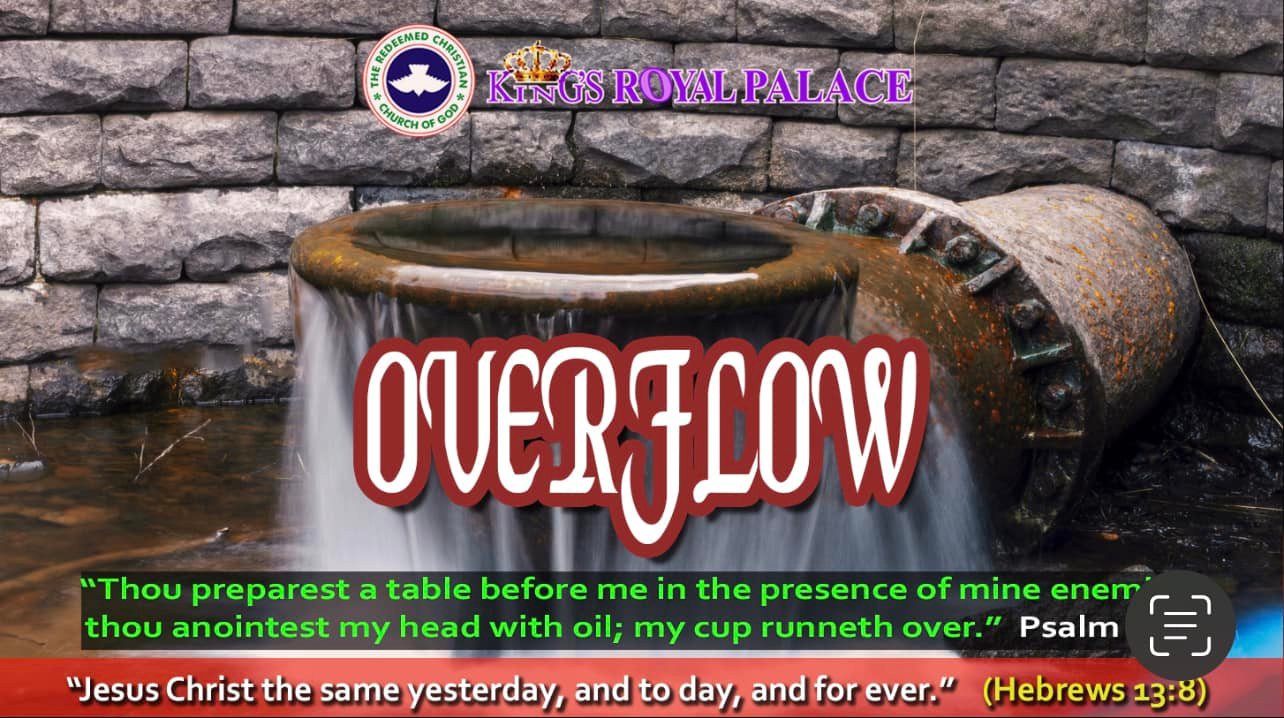 THE REDEEMED CHRISTIAN CHURCH OF GOD
KING'S ROYAL PALACE
OVERFLOW
“Thou preparest a table before me in the presence of mine
thou anointest my head with oil; my cup runneth over.” Psalm
“Jesus Christ the same yesterday, and to day, and for ever.” (Hebrews 13:8)